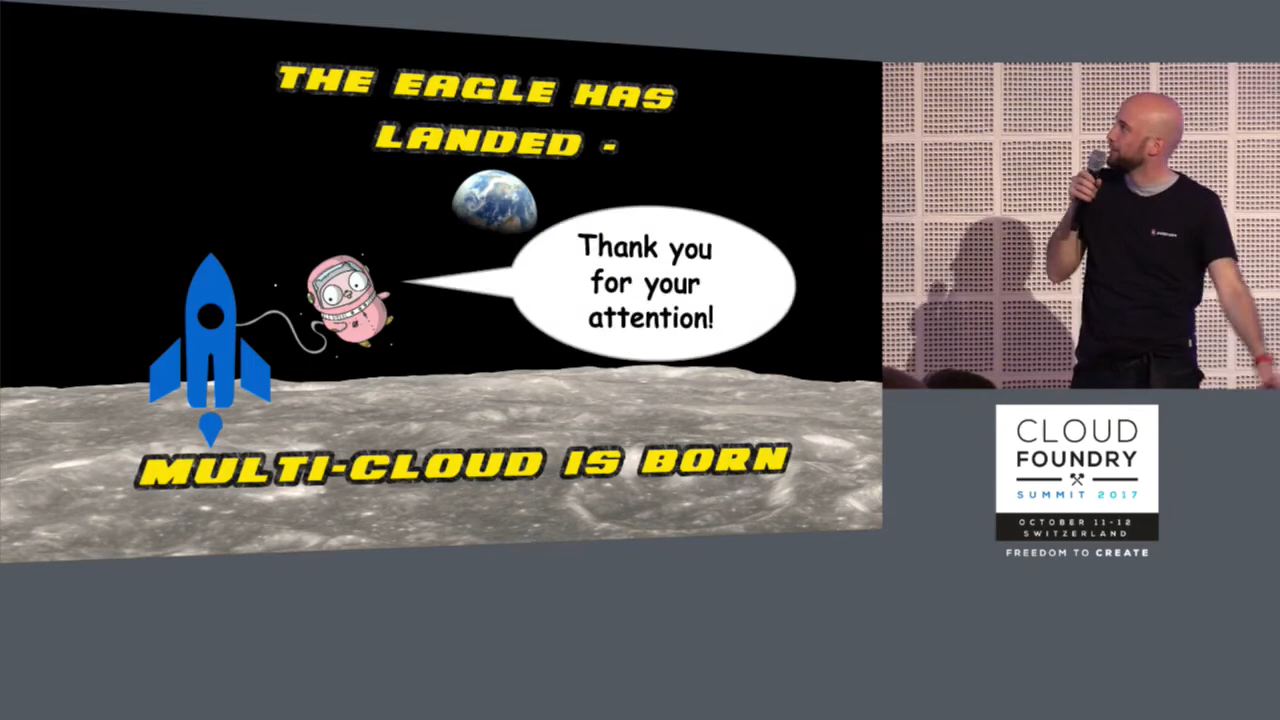 THE EAGLE HAS
LANDED -
Thank you
for your
attention!
MULTI-CLOUD IS BORN
CLOUD
FOUNDRY
SUMMIT 2017
OCTOBER 11-12
SWITZERLAND
FREEDOM TO CREATE